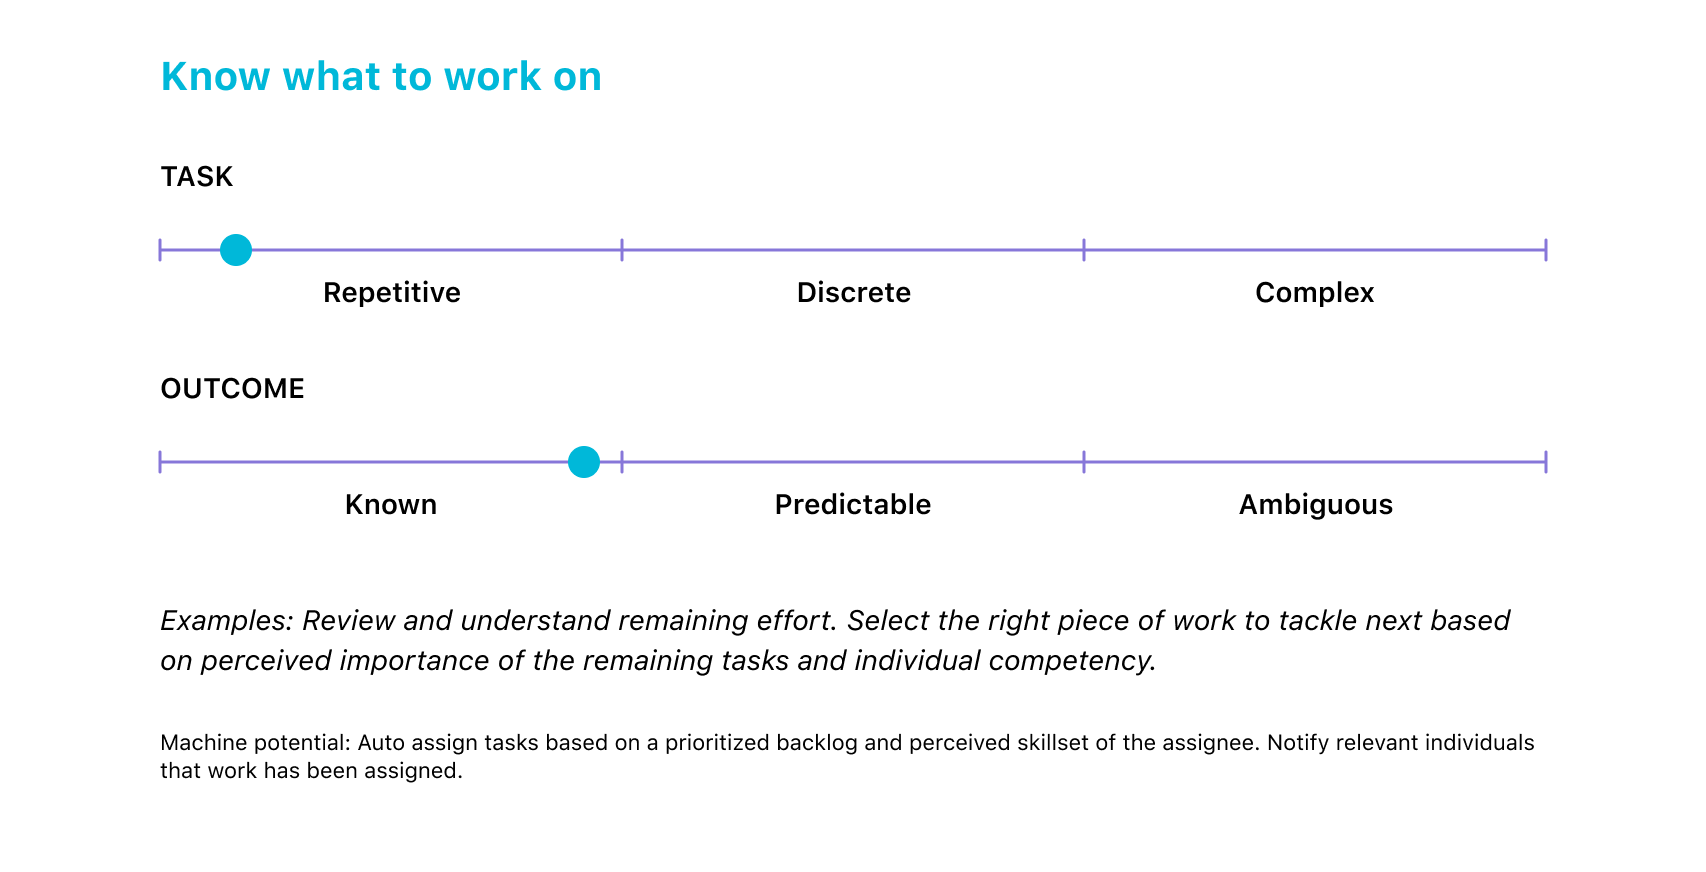 Know what to work on
TASK
Repetitive Discrete Complex
OUTCOME
Known Predictable Ambiguous
Examples: Review and understand remaining effort. Select the right piece of work to tackle next based
on perceived importance of the remaining tasks and individual competency.
Machine potential: Auto assign tasks based on a prioritized backlog and perceived skillset of the assignee. Notify relevant individuals
that work has been assigned.